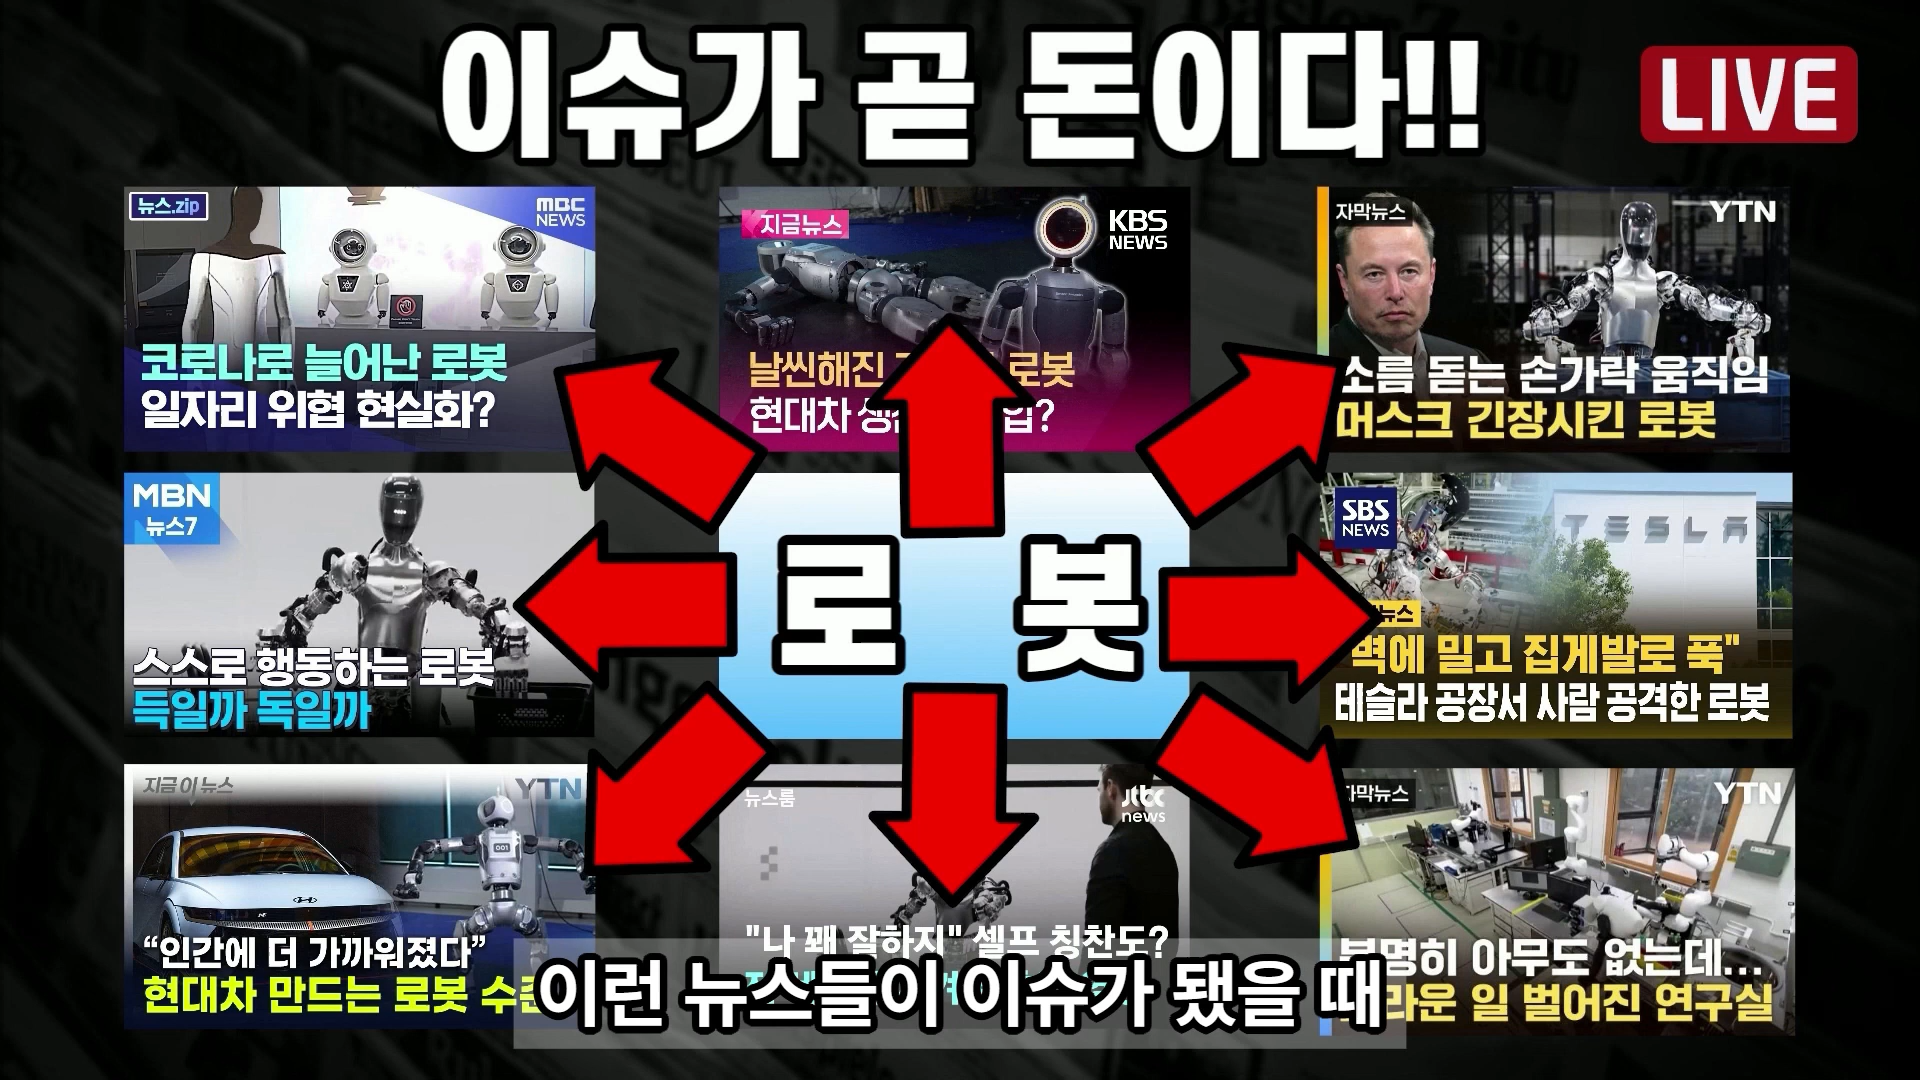 이슈가 곧 돈이다!!
LIVE
뉴스.zip
MBC
NEWS
코로나로 늘어난 로봇
일자리 위협 현실화?
지금뉴스
KBS
NEWS
날씬해진 로봇
현대차 입?
자막뉴스
YTN
소름 돋는 손가락 움직임
머스크 긴장시킨 로봇
MBN
뉴스7
스스로 행동하는 로봇
득일까 독일까
로 봇
SBS
NEWS
TESLA
뉴스
벽에 밀고 집게발로 푹"
테슬라 공장서 사람 공격한 로봇
지금 이 뉴스
YTN
001
“인간에 더 가까워졌다”
현대차 만드는 로봇 수준
뉴스룸
jtbc
news
"나 꽤 잘하지" 셀프 칭찬도?
자막뉴스
YTN
분명히 아무도 없는데...
라운 일 벌어진 연구실
이런 뉴스들이 이슈가 됐을 때